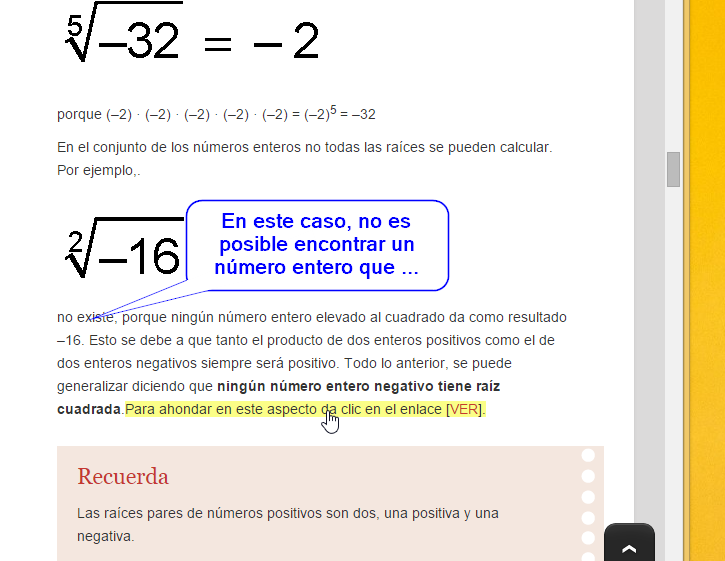 ⁵√–32 = – 2
porque (–2) · (–2) · (–2) · (–2) · (–2) = (–2)⁵ = –32
En el conjunto de los números enteros no todas las raíces se pueden calcular.
Por ejemplo,.
²√–16
En este caso, no es
posible encontrar un
número entero que ...
no existe, porque ningún número entero elevado al cuadrado da como resultado
–16. Esto se debe a que tanto el producto de dos enteros positivos como el de
dos enteros negativos siempre será positivo. Todo lo anterior, se puede
generalizar diciendo que ningún número entero negativo tiene raíz
cuadrada.Para ahondar en este aspecto da clic en el enlace [VER].
Recuerda
Las raíces pares de números positivos son dos, una positiva y una
negativa.